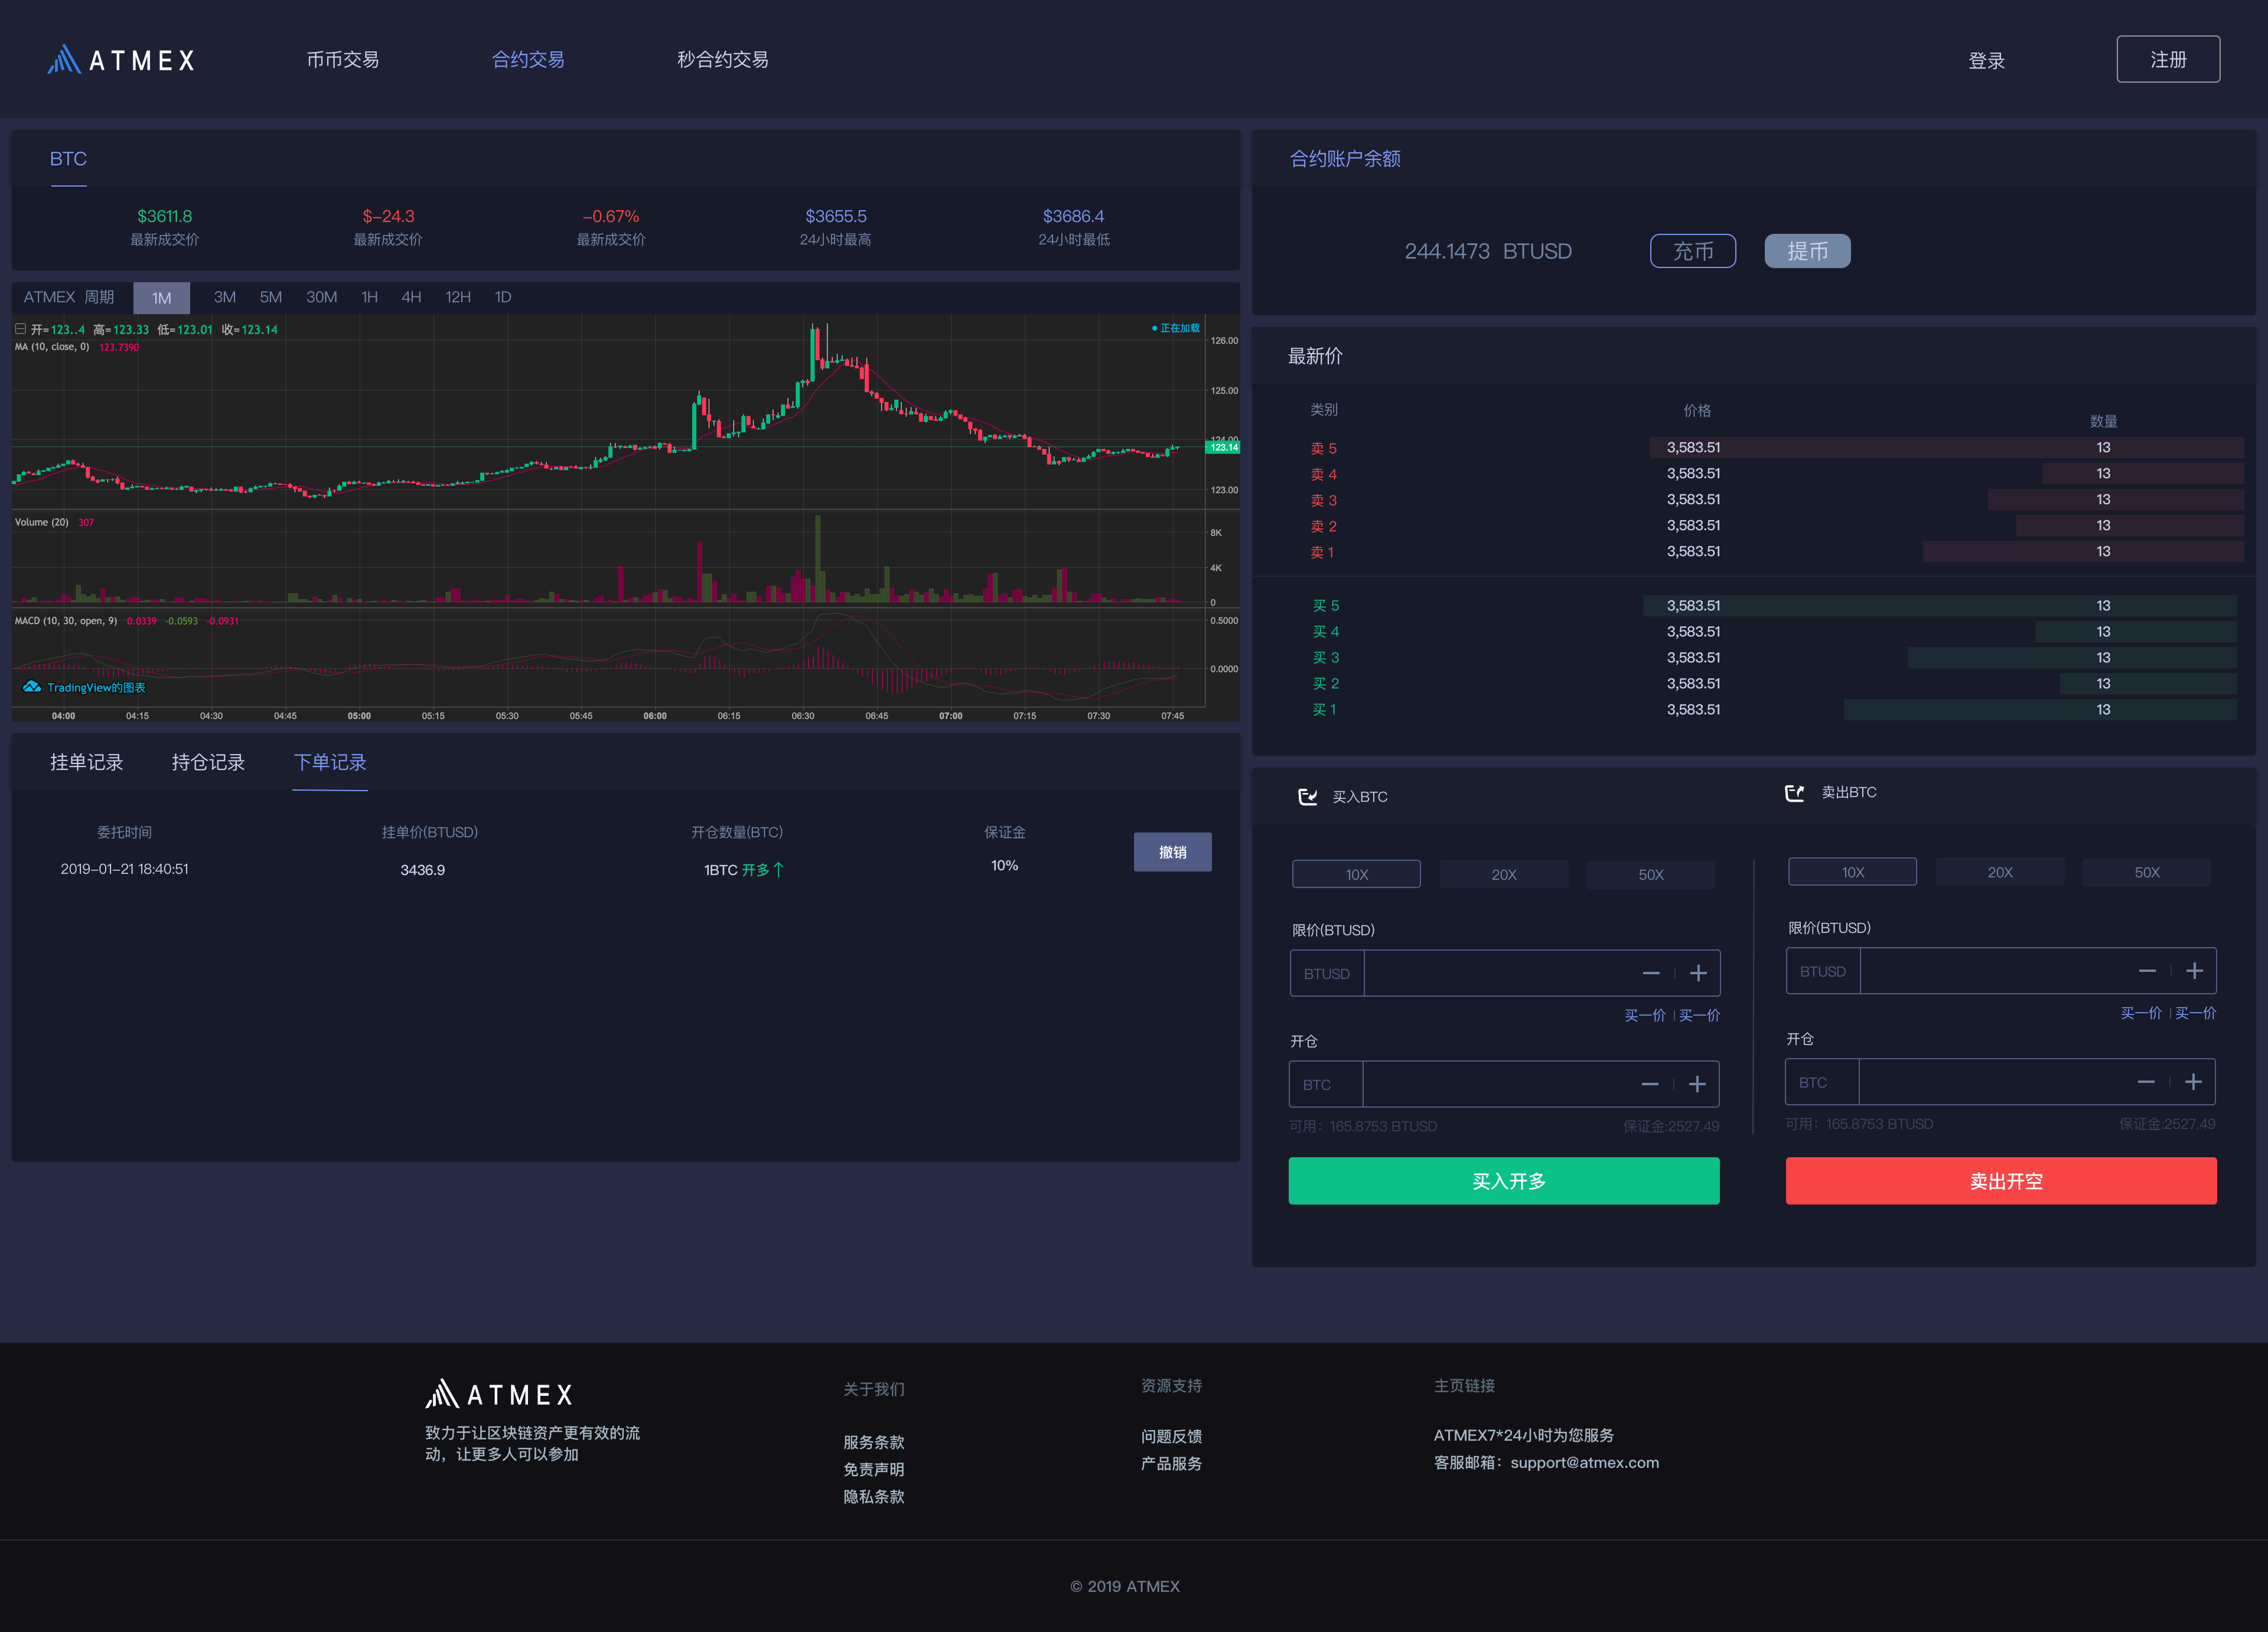 ATMEX 币币交易 合约交易 秒合约交易 登录 注册
BTC
$3611.8 $-24.3 -0.67% $3655.5 $3686.4
最新成交价 最新成交价 最新成交价 24小时最高 24小时最低
ATMEX 周期 1M 3M 5M 30M 1H 4H 12H 1D
开=123..4 高=123.33 低=123.01 收=123.14
正在加载
MA (10, close, 0) 123.7390
126.00
125.00
124.00
123.14
123.00
Volume (20) 307
8K
4K
0
MACD (10, 30, open, 9) 0.0339 -0.0593 -0.0931
0.5000
0.0000
TradingView的图表
04:00 04:15 04:30 04:45 05:00 05:15 05:30 05:45 06:00 06:15 06:30 06:45 07:00 07:15 07:30 07:45
挂单记录 持仓记录 下单记录
委托时间 挂单价(BTUSD) 开仓数量(BTC) 保证金
2019-01-21 18:40:51 3436.9 1BTC 开多↑ 10%
撤销
合约账户余额
244.1473 BTUSD 充币 提币
最新价
类别 价格 数量
卖 5 3,583.51 13
卖 4 3,583.51 13
卖 3 3,583.51 13
卖 2 3,583.51 13
卖 1 3,583.51 13
买 5 3,583.51 13
买 4 3,583.51 13
买 3 3,583.51 13
买 2 3,583.51 13
买 1 3,583.51 13
买入BTC
10X 20X 50X
限价(BTUSD)
BTUSD
买一价 | 买一价
开仓
BTC
可用：165.8753 BTUSD 保证金:2527.49
买入开多
卖出BTC
10X 20X 50X
限价(BTUSD)
BTUSD
买一价 | 买一价
开仓
BTC
可用：165.8753 BTUSD 保证金:2527.49
卖出开空
ATMEX
致力于让区块链资产更有效的流
动，让更多人可以参加
关于我们
服务条款
免责声明
隐私条款
资源支持
问题反馈
产品服务
主页链接
ATMEX7*24小时为您服务
客服邮箱：support@atmex.com
© 2019 ATMEX